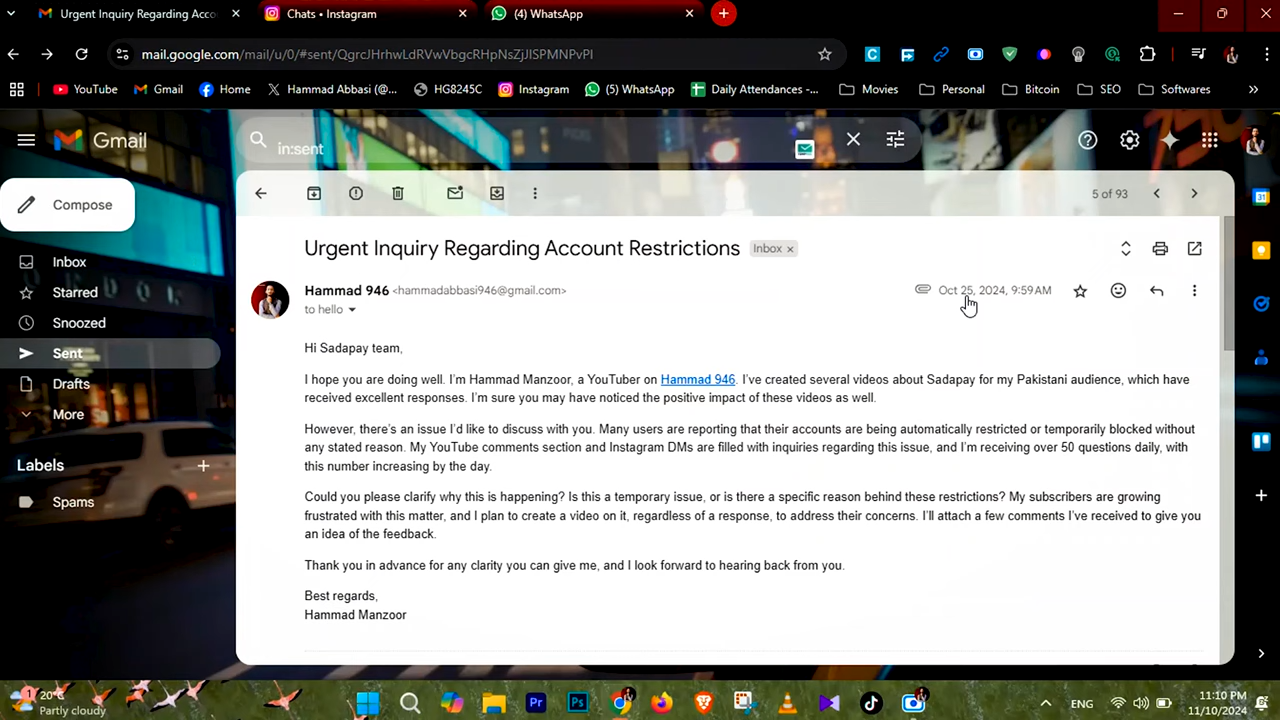 Urgent Inquiry Regarding Acco
Chats • Instagram
(4) WhatsApp
mail.google.com/mail/u/0/#sent/QgrcJHrhwLdRVwVbgcRHpNsZjJlSPMNPvPl
YouTube
Gmail
Home
Hammad Abbasi (@...
HG8245C
Instagram
(5) WhatsApp
Daily Attendances -...
Movies
Personal
Bitcoin
SEO
Softwares
Gmail
in:sent
Compose
5 of 93
Inbox
Starred
Snoozed
Sent
Drafts
More
Labels
Spams
Urgent Inquiry Regarding Account Restrictions
Inbox x
Hammad 946 <hammadabbasi946@gmail.com>
Oct 25, 2024, 9:59 AM
to hello
Hi Sadapay team,
I hope you are doing well. I'm Hammad Manzoor, a YouTuber on Hammad 946. I've created several videos about Sadapay for my Pakistani audience, which have
received excellent responses. I'm sure you may have noticed the positive impact of these videos as well.
However, there's an issue I'd like to discuss with you. Many users are reporting that their accounts are being automatically restricted or temporarily blocked without
any stated reason. My YouTube comments section and Instagram DMs are filled with inquiries regarding this issue, and I'm receiving over 50 questions daily, with
this number increasing by the day.
Could you please clarify why this is happening? Is this a temporary issue, or is there a specific reason behind these restrictions? My subscribers are growing
frustrated with this matter, and I plan to create a video on it, regardless of a response, to address their concerns. I'll attach a few comments I've received to give you
an idea of the feedback.
Thank you in advance for any clarity you can give me, and I look forward to hearing back from you.
Best regards,
Hammad Manzoor
1
20°C
Partly cloudy
Pr
Ps
ENG
11:10 PM
11/10/2024